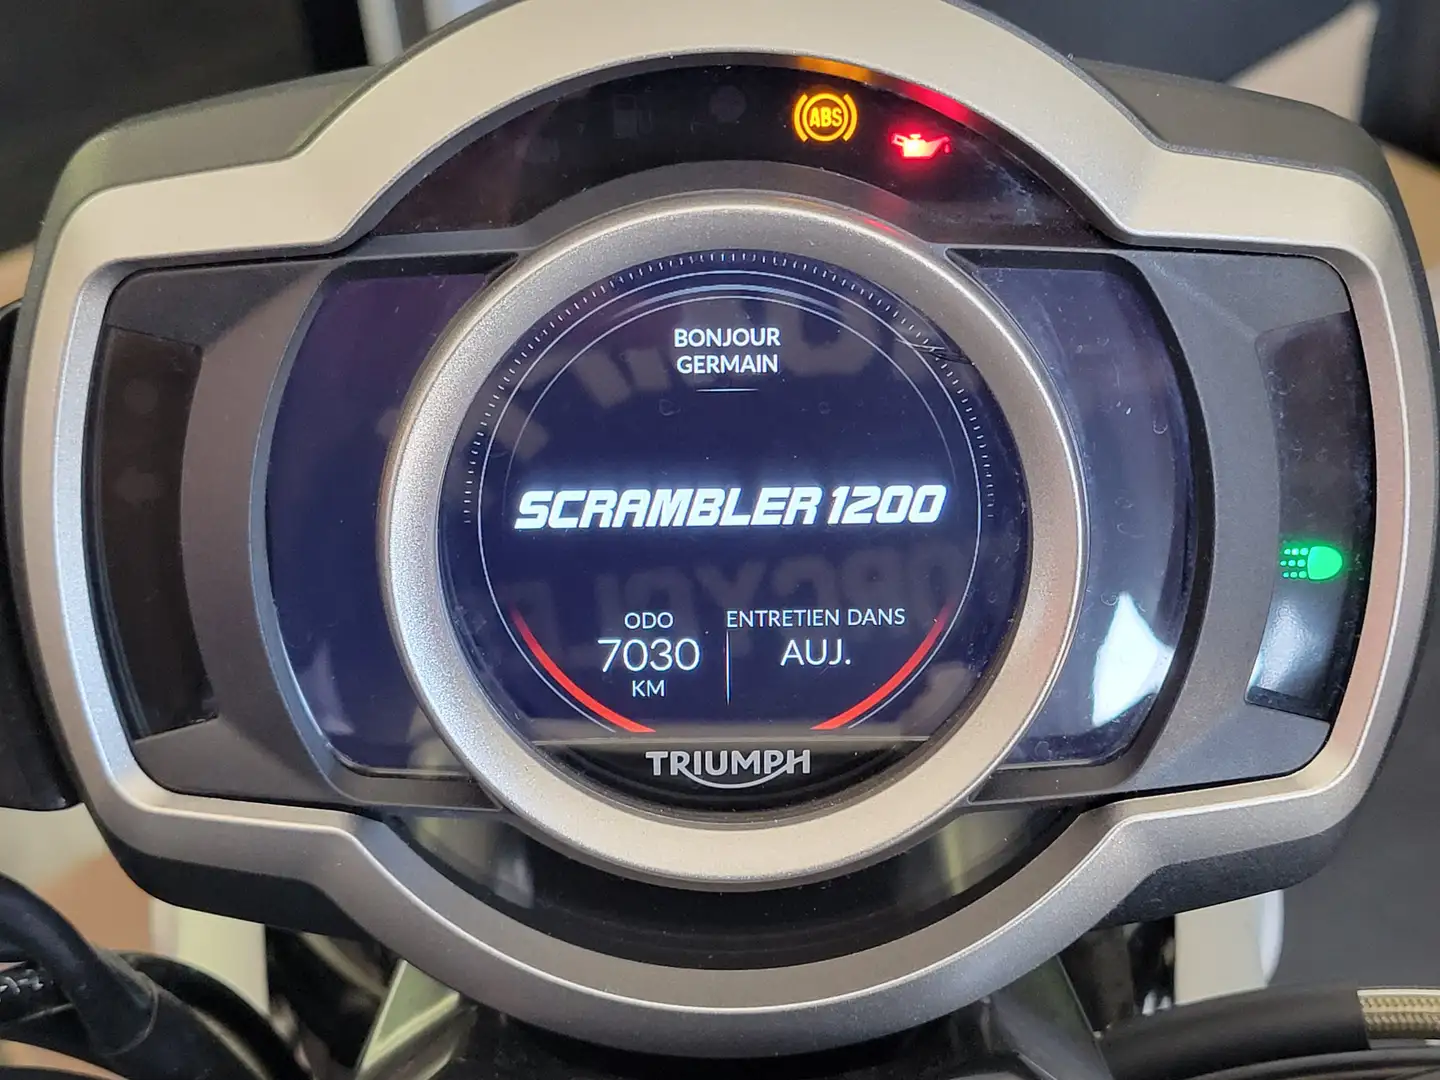 ABS
BONJOUR
GERMAIN
SCRAMBLER 1200
ODO
7030
KM
ENTRETIEN DANS
AUJ.
TRIUMPH